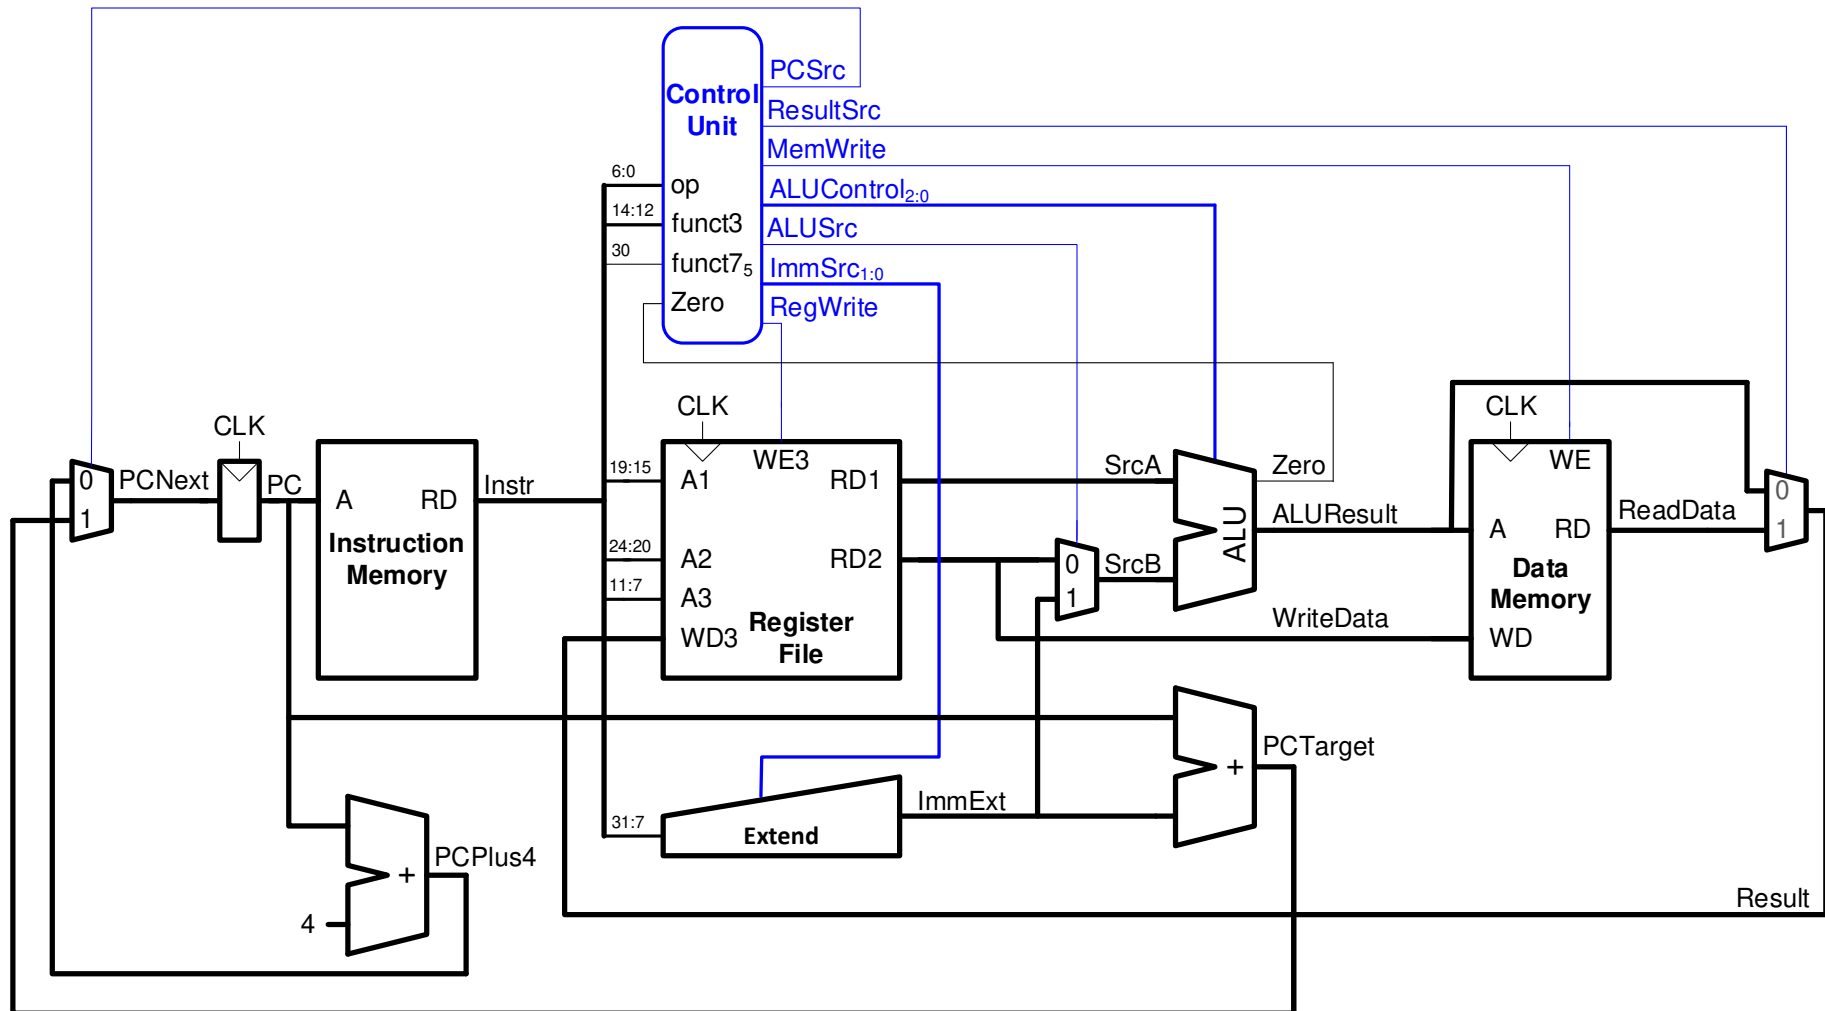 PCSrc
Control
Unit
ResultSrc
MemWrite
6:0
op
ALUControl2:0
14:12
funct3
ALUSrc
30
funct75
ImmSrc1:0
Zero
RegWrite
CLK
CLK
CLK
0
1
PCNext
PC
A
RD
Instruction
Memory
Instr
19:15
A1
WE3
RD1
24:20
A2
RD2
11:7
A3
WD3
Register
File
SrcA
0
1
SrcB
ALU
Zero
ALUResult
WriteData
WE
A
RD
Data
Memory
WD
ReadData
0
1
+
PCTarget
31:7
Extend
ImmExt
+
PCPlus4
4
Result